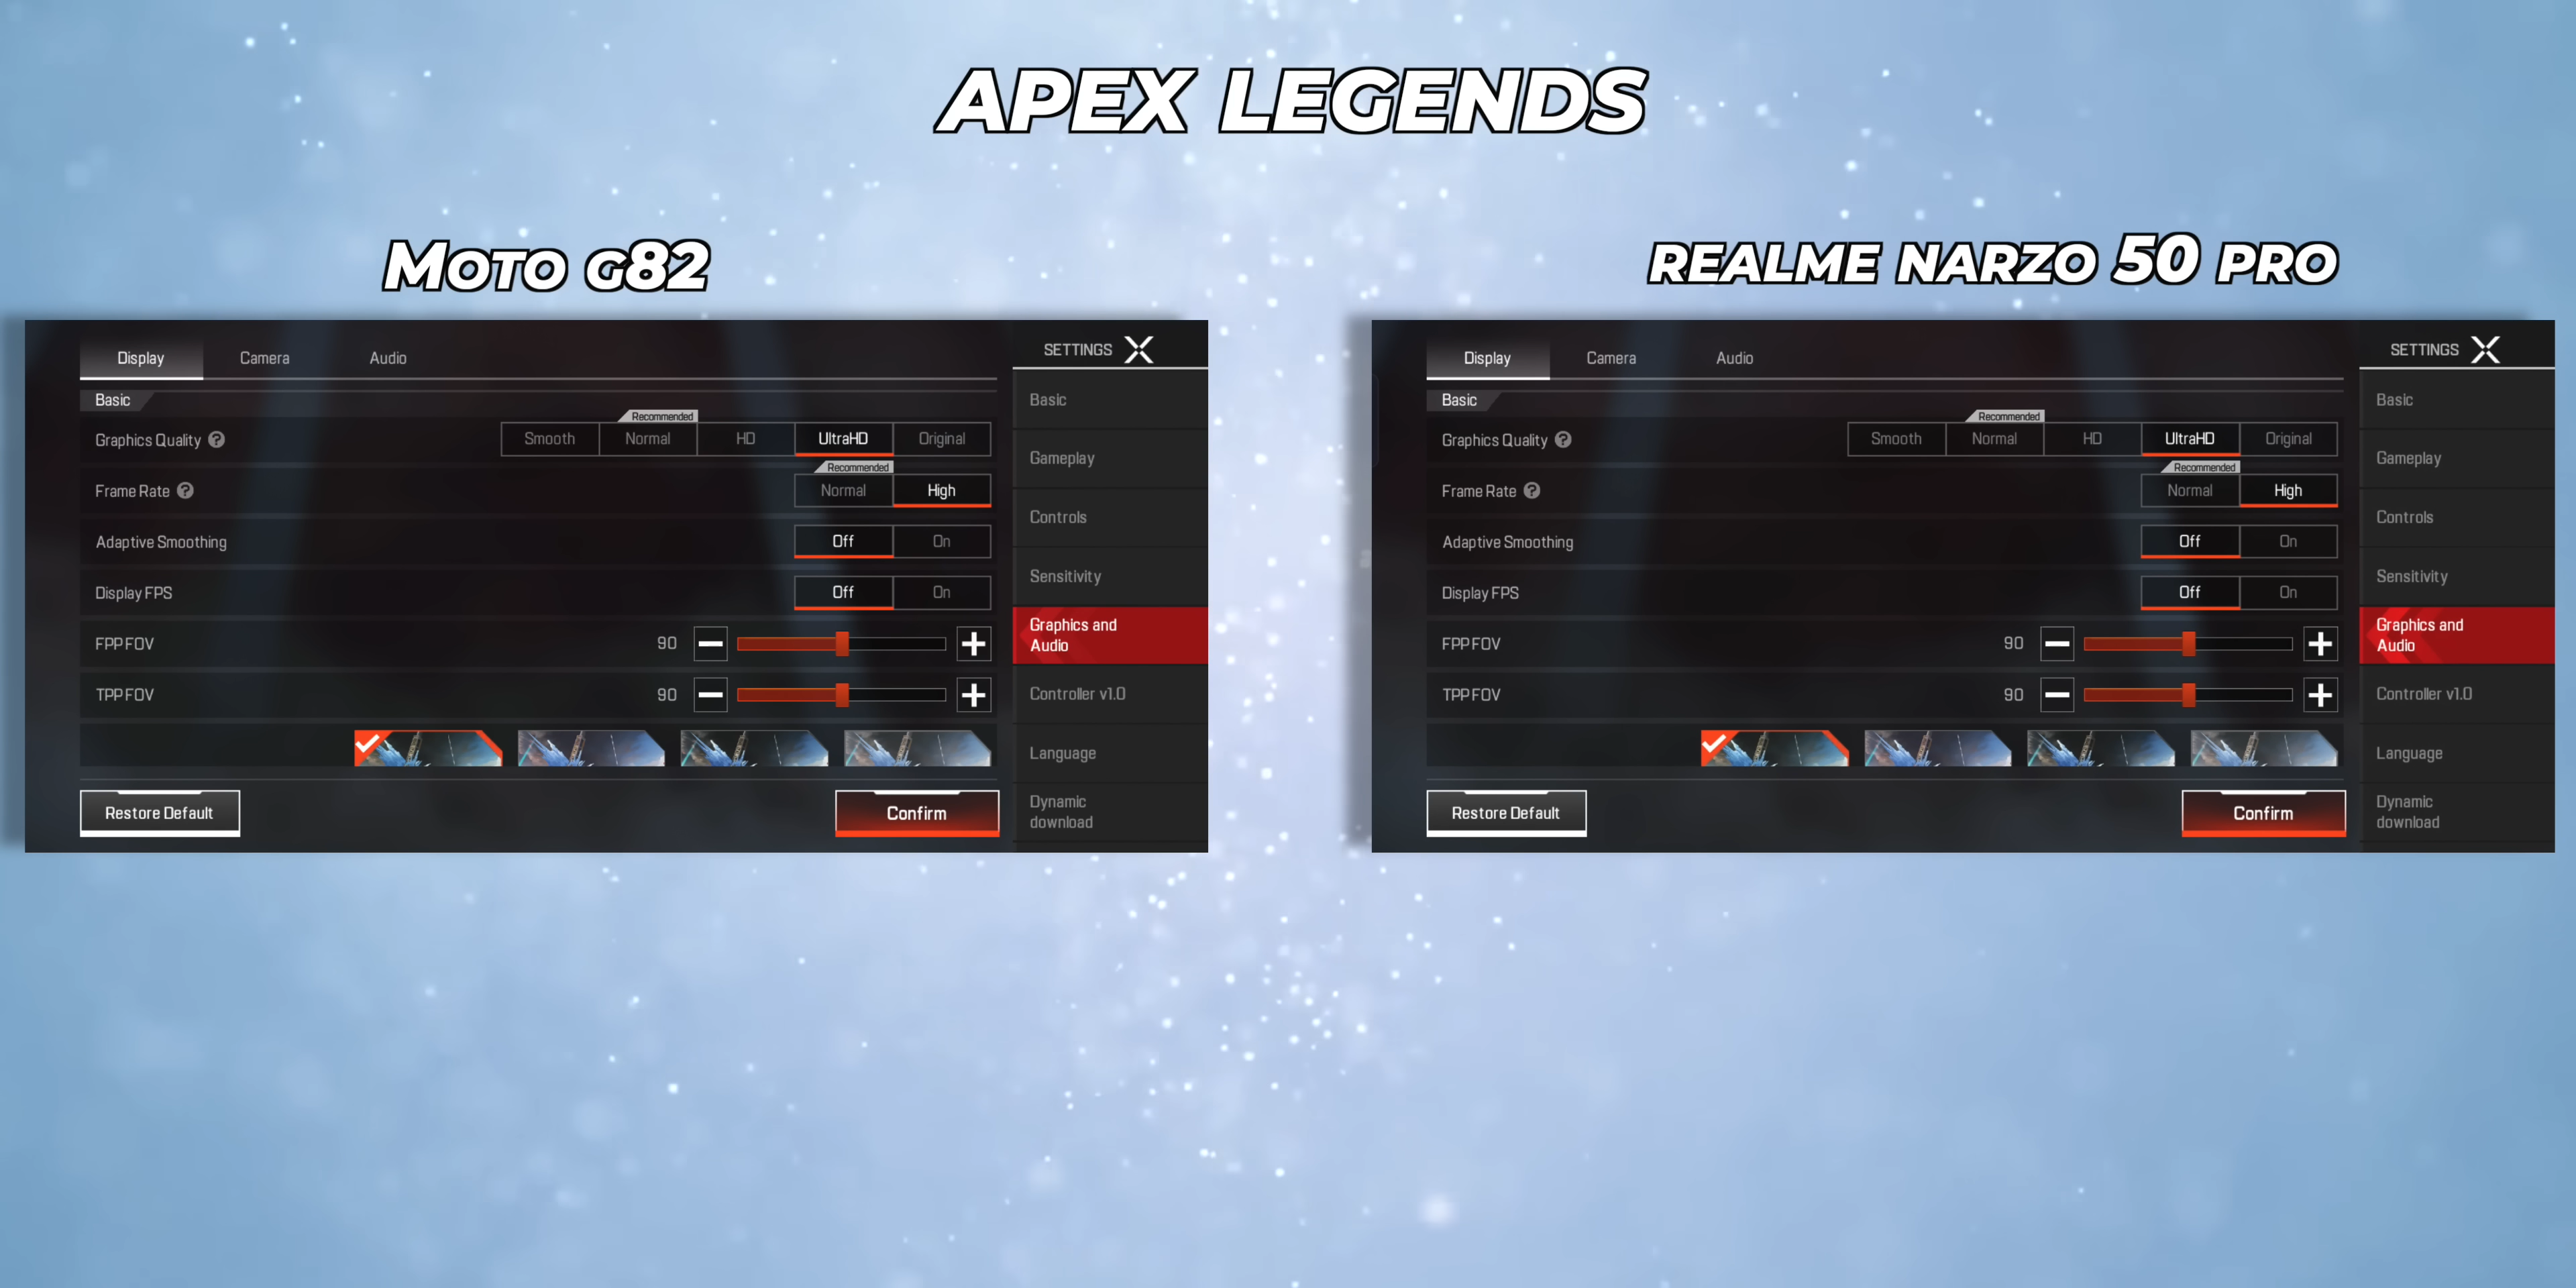 APEX LEGENDS
MOTO G82
REALME NARZO 50 PRO
Display Camera Audio
SETTINGS
Basic
Recommended
Graphics Quality ? Smooth Normal HD UltraHD Original
Recommended
Frame Rate ? Normal High
Adaptive Smoothing Off On
Display FPS Off On
FPP FOV 90
TPP FOV 90
Restore Default Confirm
Basic
Gameplay
Controls
Sensitivity
Graphics and
Audio
Controller v1.0
Language
Dynamic
download
Display Camera Audio
SETTINGS
Basic
Recommended
Graphics Quality ? Smooth Normal HD UltraHD Original
Recommended
Frame Rate ? Normal High
Adaptive Smoothing Off On
Display FPS Off On
FPP FOV 90
TPP FOV 90
Restore Default Confirm
Basic
Gameplay
Controls
Sensitivity
Graphics and
Audio
Controller v1.0
Language
Dynamic
download